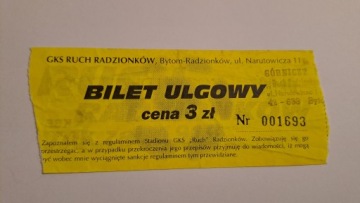 GKS RUCH RADZIONKÓW, Bytom-Radzionków, ul. Narutowicza 11
BILET ULGOWY
cena 3 zł
Nr 001693
Zapoznałem się z regulaminem Stadionu GKS „Ruch” Radzionków. Zobowiązuję się go
przestrzegać, a w przypadku przekroczenia jego przepisów przyjmuję do wiadomości, iż mogą
być wobec mnie wyciągnięte sankcje regulaminem tym przewidziane.